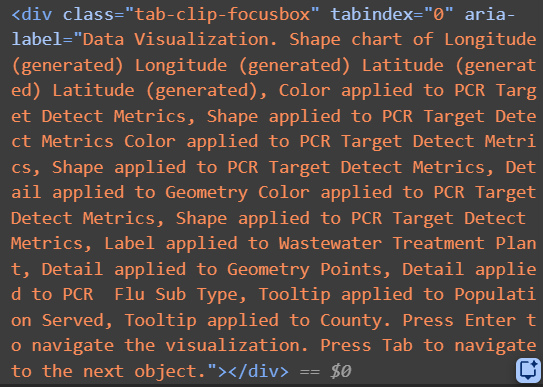 <div class="tab-clip-focusbox" tabindex="0" aria-
label="Data Visualization. Shape chart of Longitude
(generated) Longitude (generated) Latitude (generat
ed) Latitude (generated), Color applied to PCR Targ
et Detect Metrics, Shape applied to PCR Target Dete
ct Metrics Color applied to PCR Target Detect Metri
cs, Shape applied to PCR Target Detect Metrics, Det
ail applied to Geometry Color applied to PCR Target
Detect Metrics, Shape applied to PCR Target Detect
Metrics, Label applied to Wastewater Treatment Plan
t, Detail applied to Geometry Points, Detail applie
d to PCR  Flu Sub Type, Tooltip applied to Populati
on Served, Tooltip applied to County. Press Enter t
o navigate the visualization. Press Tab to navigate
to the next object."></div> == $0